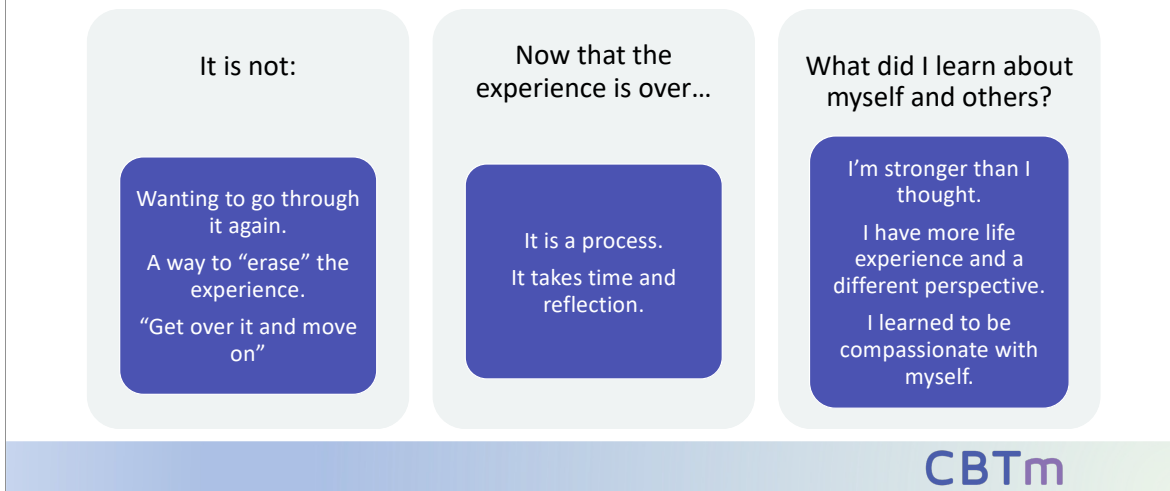 It is not:
Wanting to go through
it again.
A way to “erase” the
experience.
“Get over it and move
on”
Now that the
experience is over…
It is a process.
It takes time and
reflection.
What did I learn about
myself and others?
I’m stronger than I
thought.
I have more life
experience and a
different perspective.
I learned to be
compassionate with
myself.
CBTm